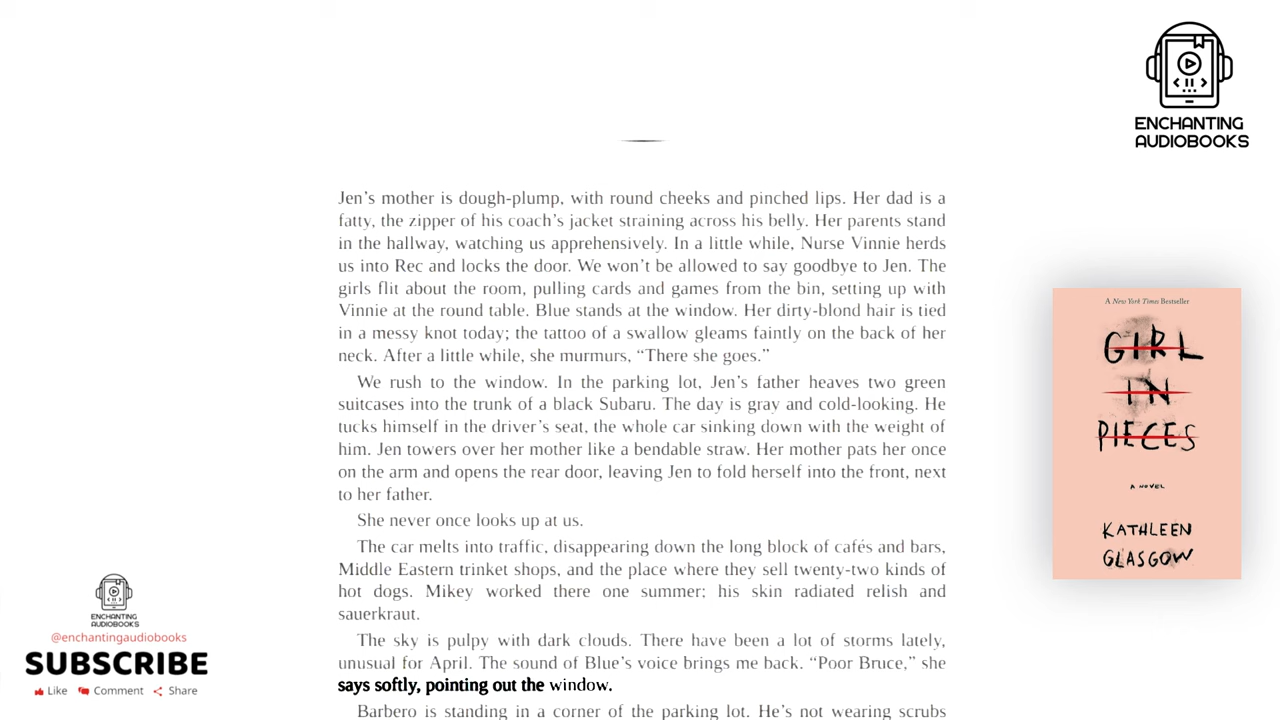 ENCHANTING
AUDIOBOOKS
Jen’s mother is dough-plump, with round cheeks and pinched lips. Her dad is a
fatty, the zipper of his coach’s jacket straining across his belly. Her parents stand
in the hallway, watching us apprehensively. In a little while, Nurse Vinnie herds
us into Rec and locks the door. We won’t be allowed to say goodbye to Jen. The
girls flit about the room, pulling cards and games from the bin, setting up with
Vinnie at the round table. Blue stands at the window. Her dirty-blond hair is tied
in a messy knot today; the tattoo of a swallow gleams faintly on the back of her
neck. After a little while, she murmurs, “There she goes.”
We rush to the window. In the parking lot, Jen’s father heaves two green
suitcases into the trunk of a black Subaru. The day is gray and cold-looking. He
tucks himself in the driver’s seat, the whole car sinking down with the weight of
him. Jen towers over her mother like a bendable straw. Her mother pats her once
on the arm and opens the rear door, leaving Jen to fold herself into the front, next
to her father.
She never once looks up at us.
The car melts into traffic, disappearing down the long block of cafés and bars,
Middle Eastern trinket shops, and the place where they sell twenty-two kinds of
hot dogs. Mikey worked there one summer; his skin radiated relish and
sauerkraut.
The sky is pulpy with dark clouds. There have been a lot of storms lately,
unusual for April. The sound of Blue’s voice brings me back. “Poor Bruce,” she
says softly, pointing out the window.
Barbero is standing in a corner of the parking lot. He’s not wearing scrubs
A New York Times Bestseller
GIRL
IN
PIECES
A NOVEL
KATHLEEN
GLASGOW
ENCHANTING
AUDIOBOOKS
@enchantingaudiobooks
SUBSCRIBE
Like Comment Share